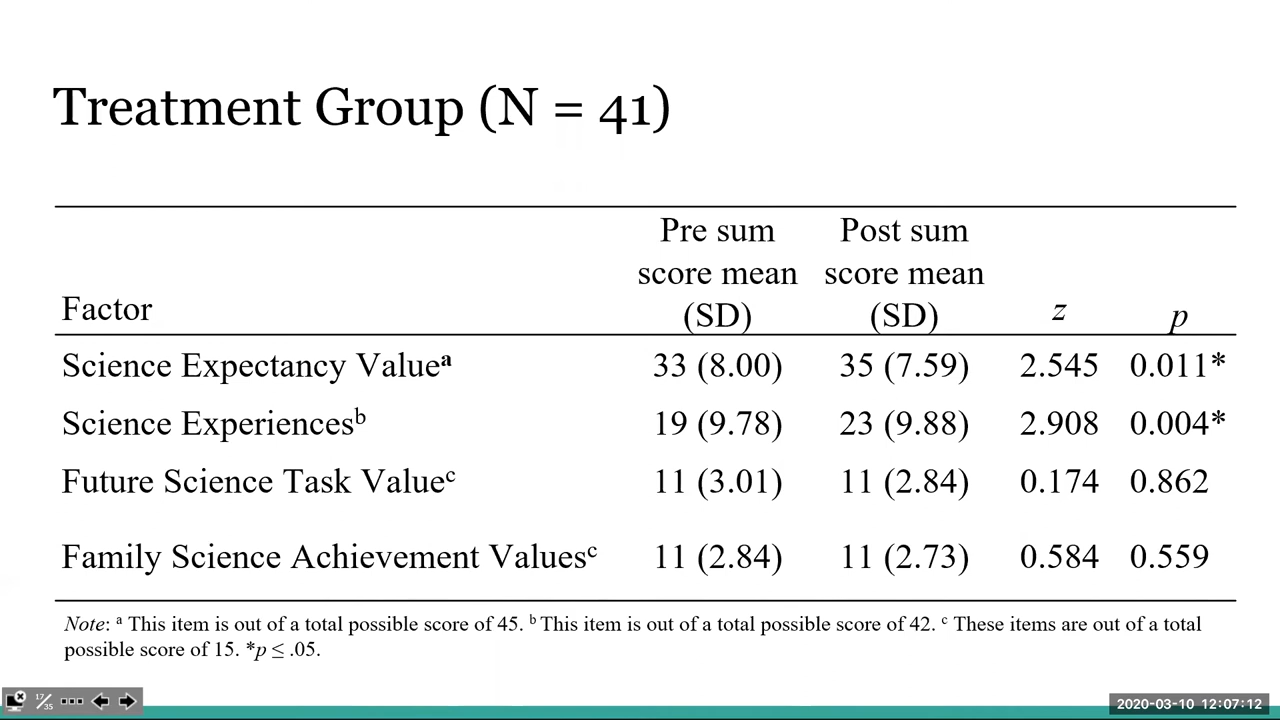 Treatment Group (N = 41)
Factor Pre sum score mean (SD) Post sum score mean (SD) z p
Science Expectancy Valueᵃ 33 (8.00) 35 (7.59) 2.545 0.011*
Science Experiencesᵇ 19 (9.78) 23 (9.88) 2.908 0.004*
Future Science Task Valueᶜ 11 (3.01) 11 (2.84) 0.174 0.862
Family Science Achievement Valuesᶜ 11 (2.84) 11 (2.73) 0.584 0.559
Note: ᵃ This item is out of a total possible score of 45. ᵇ This item is out of a total possible score of 42. ᶜ These items are out of a total
possible score of 15. *p ≤ .05.
17/35
2020-03-10 12:07:12